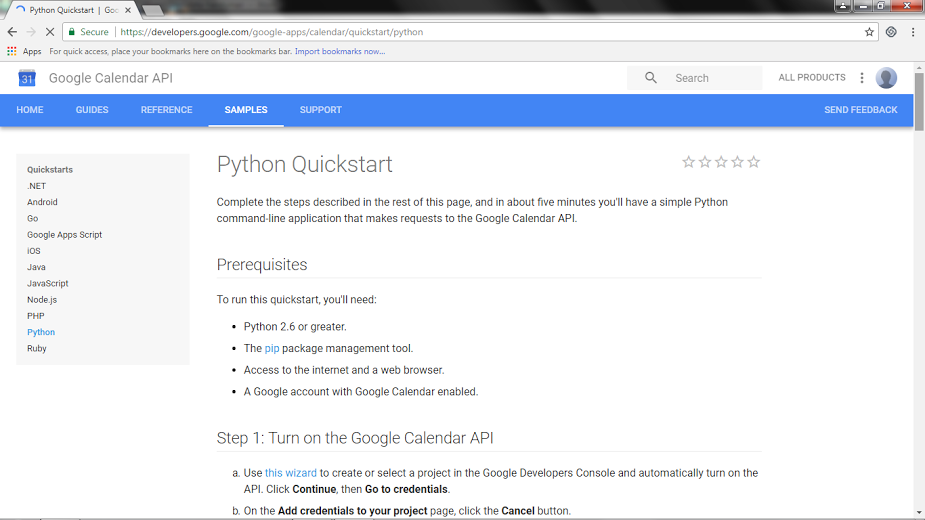 Python Quickstart | Goo
Secure
https://developers.google.com/google-apps/calendar/quickstart/python
Apps
For quick access, place your bookmarks here on the bookmarks bar. Import bookmarks now...
31
Google Calendar API
Search
ALL PRODUCTS
HOME
GUIDES
REFERENCE
SAMPLES
SUPPORT
SEND FEEDBACK
Quickstarts
.NET
Android
Go
Google Apps Script
iOS
Java
JavaScript
Node.js
PHP
Python
Ruby
Python Quickstart
Complete the steps described in the rest of this page, and in about five minutes you'll have a simple Python
command-line application that makes requests to the Google Calendar API.
Prerequisites
To run this quickstart, you'll need:
• Python 2.6 or greater.
• The pip package management tool.
• Access to the internet and a web browser.
• A Google account with Google Calendar enabled.
Step 1: Turn on the Google Calendar API
a. Use this wizard to create or select a project in the Google Developers Console and automatically turn on the
API. Click Continue, then Go to credentials.
b. On the Add credentials to your project page, click the Cancel button.